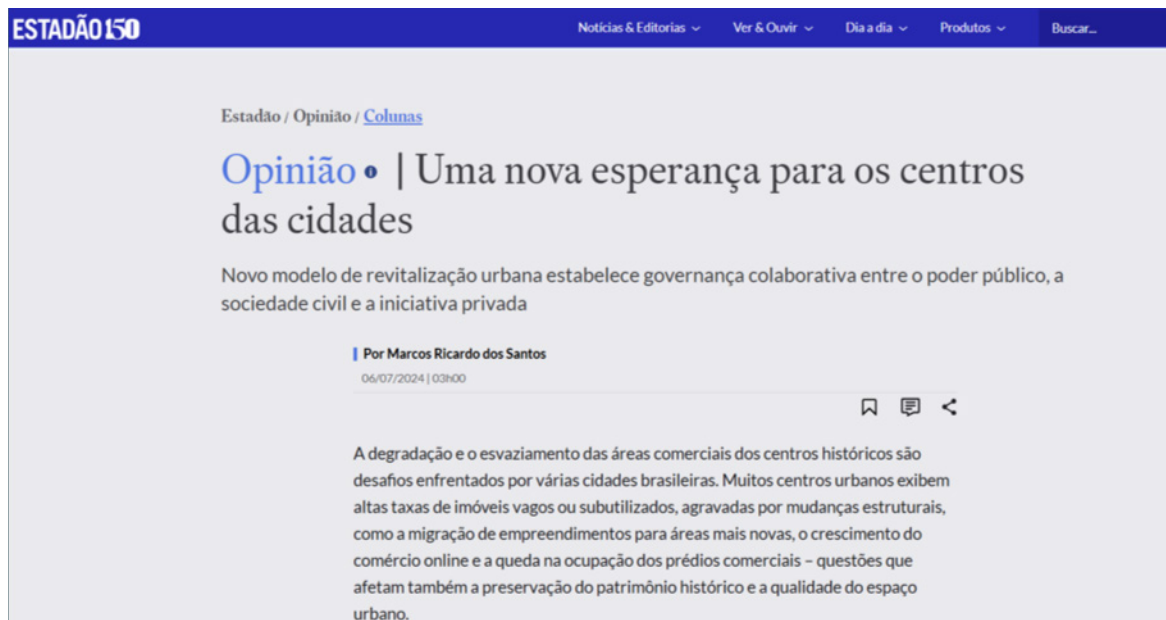 ESTADÃO 150
Notícias & Editorias
Ver & Ouvir
Dia a dia
Produtos
Buscar...
Estadão / Opinião / Colunas
Opinião | Uma nova esperança para os centros
das cidades
Novo modelo de revitalização urbana estabelece governança colaborativa entre o poder público, a
sociedade civil e a iniciativa privada
Por Marcos Ricardo dos Santos
06/07/2024 | 03h00
A degradação e o esvaziamento das áreas comerciais dos centros históricos são
desafios enfrentados por várias cidades brasileiras. Muitos centros urbanos exibem
altas taxas de imóveis vagos ou subutilizados, agravadas por mudanças estruturais,
como a migração de empreendimentos para áreas mais novas, o crescimento do
comércio online e a queda na ocupação dos prédios comerciais – questões que
afetam também a preservação do patrimônio histórico e a qualidade do espaço
urbano.